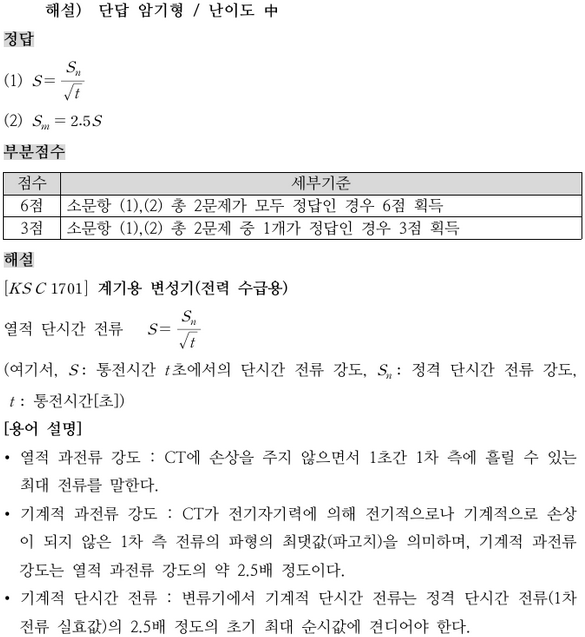 해설) 단답 암기형 / 난이도 中
정답
(1) S = Sₙ/√t
(2) Sₘ = 2.5S
부분점수
점수 세부기준
6점 소문항 (1),(2) 총 2문제가 모두 정답인 경우 6점 획득
3점 소문항 (1),(2) 총 2문제 중 1개가 정답인 경우 3점 획득
해설
[KS C 1701] 계기용 변성기(전력 수급용)
열적 단시간 전류 S = Sₙ/√t
(여기서, S : 통전시간 t초에서의 단시간 전류 강도, Sₙ : 정격 단시간 전류 강도,
t : 통전시간[초])
[용어 설명]
• 열적 과전류 강도 : CT에 손상을 주지 않으면서 1초간 1차 측에 흘릴 수 있는
최대 전류를 말한다.
• 기계적 과전류 강도 : CT가 전기자기력에 의해 전기적으로나 기계적으로 손상
이 되지 않은 1차 측 전류의 파형의 최댓값(파고치)을 의미하며, 기계적 과전류
강도는 열적 과전류 강도의 약 2.5배 정도이다.
• 기계적 단시간 전류 : 변류기에서 기계적 단시간 전류는 정격 단시간 전류(1차
전류 실효값)의 2.5배 정도의 초기 최대 순시값에 견디어야 한다.